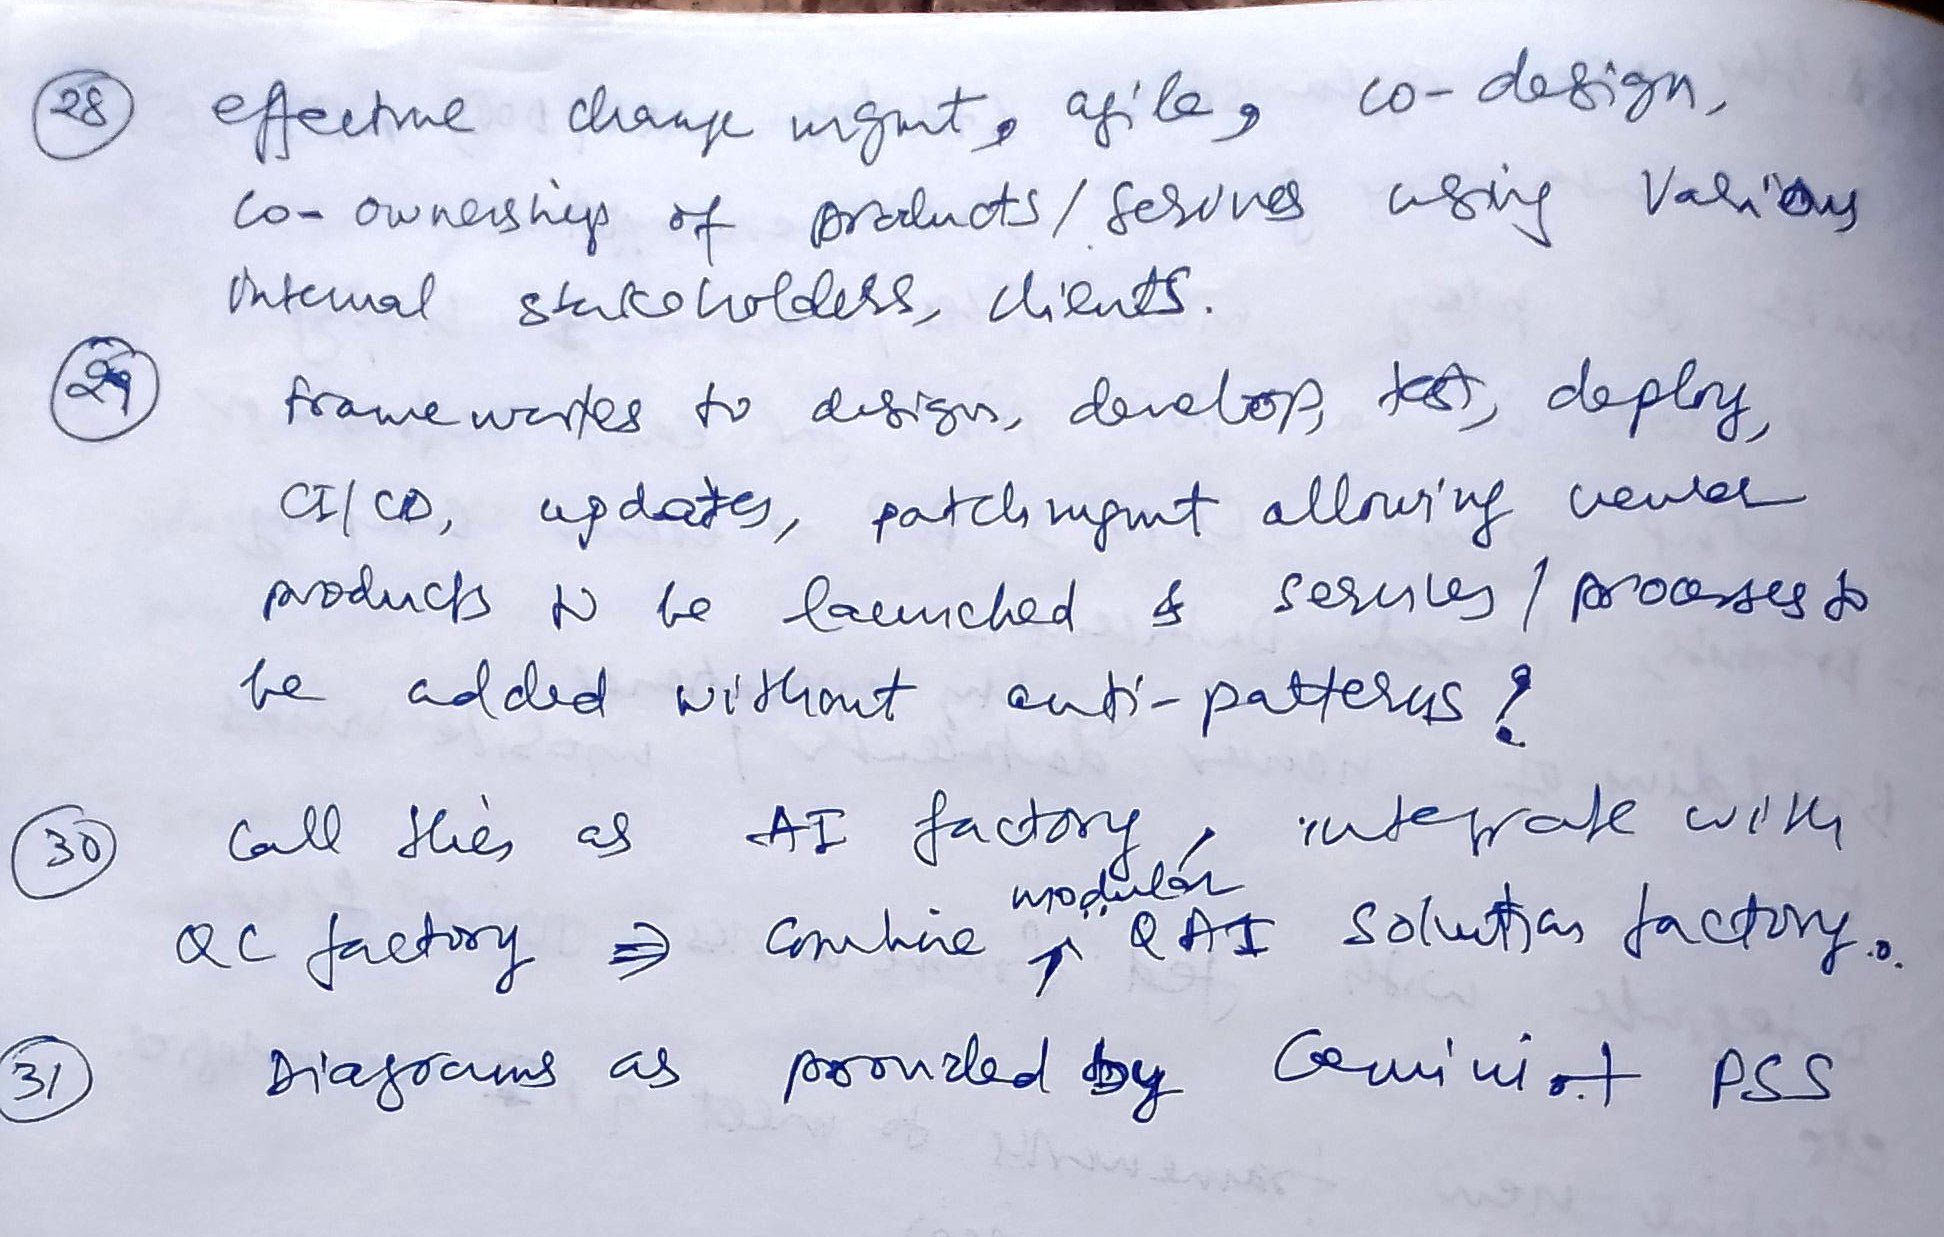 28 effective change mgmt, agile, co-design,
co-ownership of products/services using various
internal stakeholders, clients.
29 frameworks to design, develop, test, deploy,
CI/CD, updates, patch mgmt allowing newer
products to be launched & services/processes to
be added without anti-patterns?
30 Call this as AI factory, integrate with
QC factory ⇒ combine modular QAI solution factory.
31 Diagrams as provided by Gemini + PSS